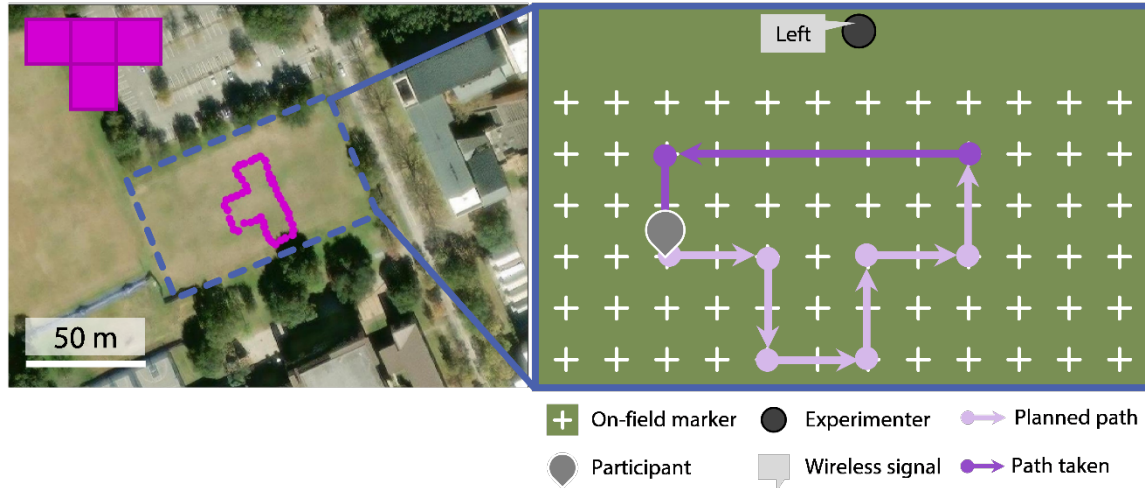 Left
50 m
On-field marker
Experimenter
Planned path
Participant
Wireless signal
Path taken